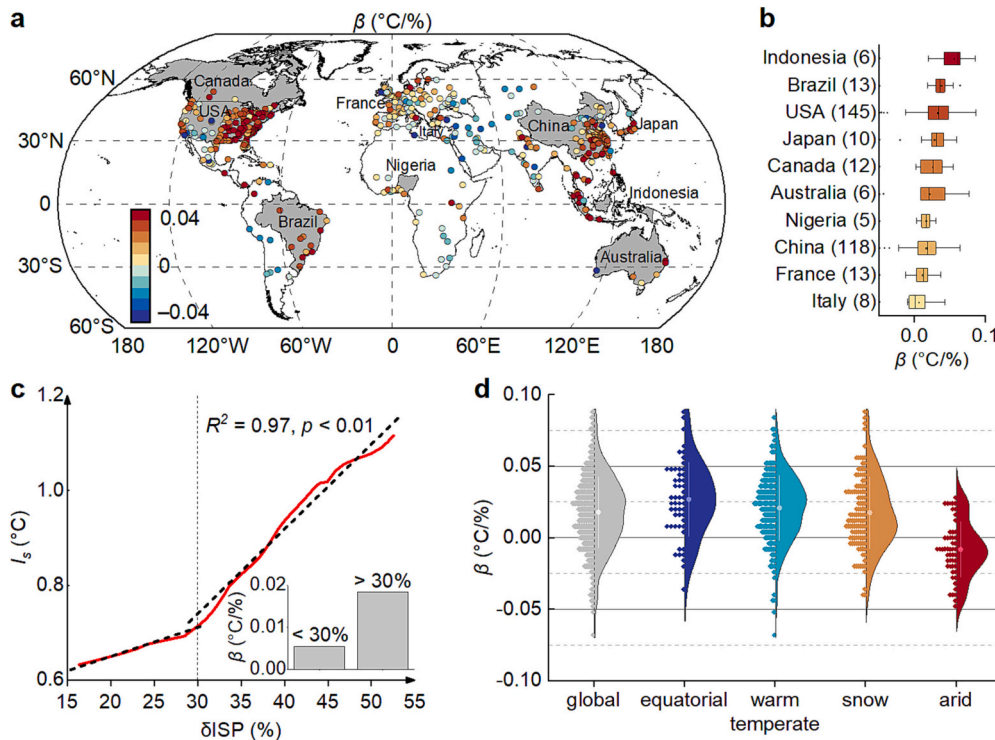 a
β (°C/%)
60°N
30°N
0
30°S
60°S
180
120°W
60°W
0
60°E
120°E
180
Canada
USA
France
Italy
China
Japan
Nigeria
Indonesia
Brazil
Australia
0.04
0
−0.04
b
Indonesia (6)
Brazil (13)
USA (145)
Japan (10)
Canada (12)
Australia (6)
Nigeria (5)
China (118)
France (13)
Italy (8)
0.0
0.1
β (°C/%)
c
1.2
1.0
0.8
0.6
Is (°C)
R² = 0.97, p < 0.01
15 20 25 30 35 40 45 50 55
δISP (%)
0.02
0.01
0.00
β (°C/%)
< 30%
> 30%
d
0.10
0.05
0.00
-0.05
-0.10
β (°C/%)
global equatorial warm snow arid
temperate